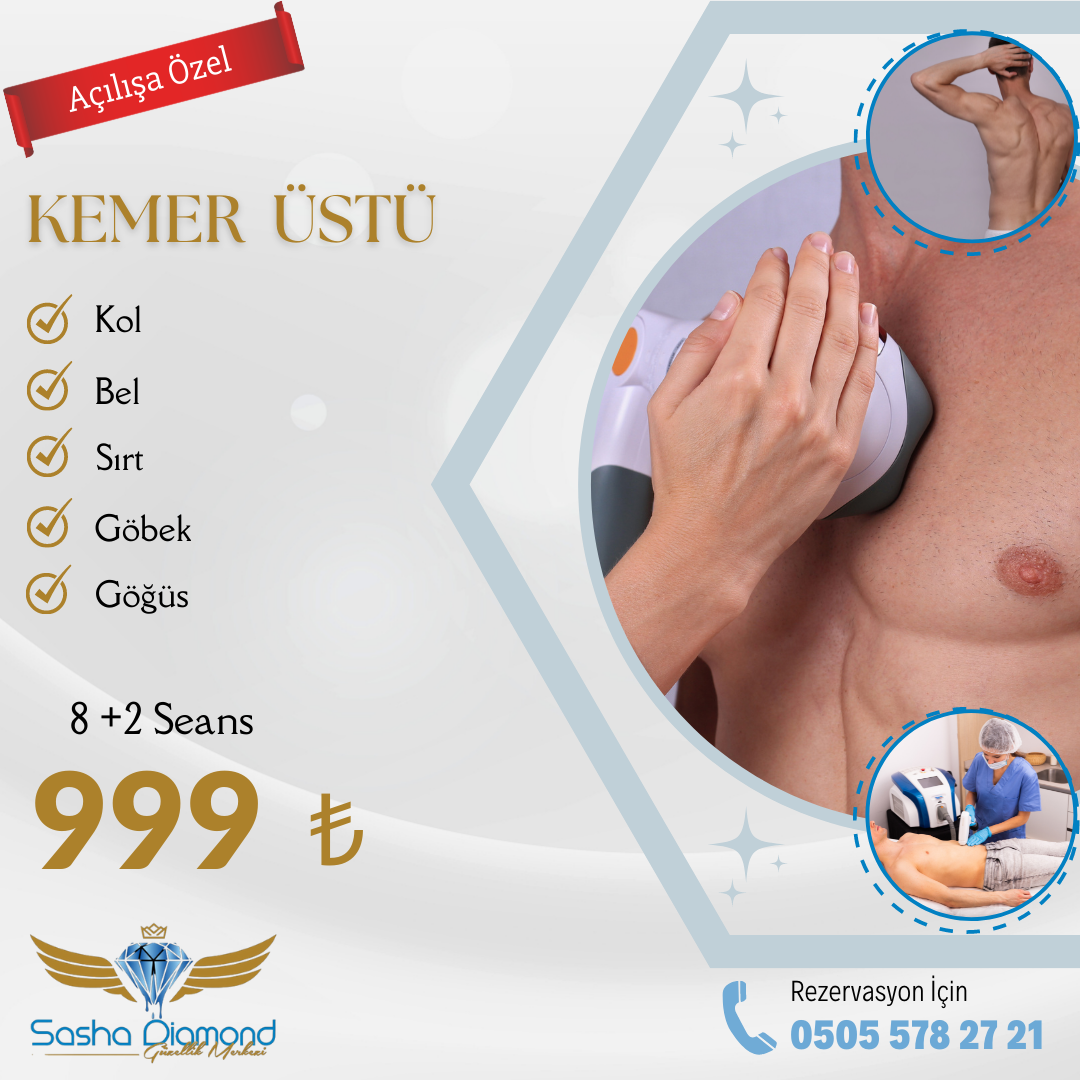 Açılışa Özel
KEMER ÜSTÜ
Kol
Bel
Sırt
Göbek
Göğüs
8 +2 Seans
999 ₺
Sasha Diamond
Güzellik Merkezi
Rezervasyon İçin
0505 578 27 21